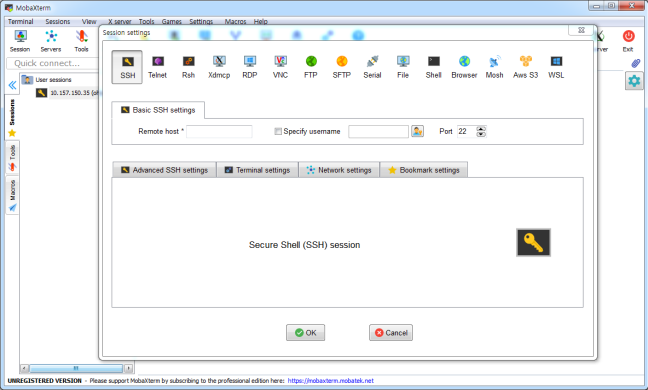 MobaXterm
Terminal Sessions View X server Tools Games Settings Macros Help
Session Servers Tools Exit
Quick connect...
User sessions
10.157.150.35
Sessions
Tools
Macros
Session settings
SSH Telnet Rsh Xdmcp RDP VNC FTP SFTP Serial File Shell Browser Mosh Aws S3 WSL
Basic SSH settings
Remote host * Specify username Port 22
Advanced SSH settings Terminal settings Network settings Bookmark settings
Secure Shell (SSH) session
OK Cancel
UNREGISTERED VERSION - Please support MobaXterm by subscribing to the professional edition here: https://mobaxterm.mobatek.net